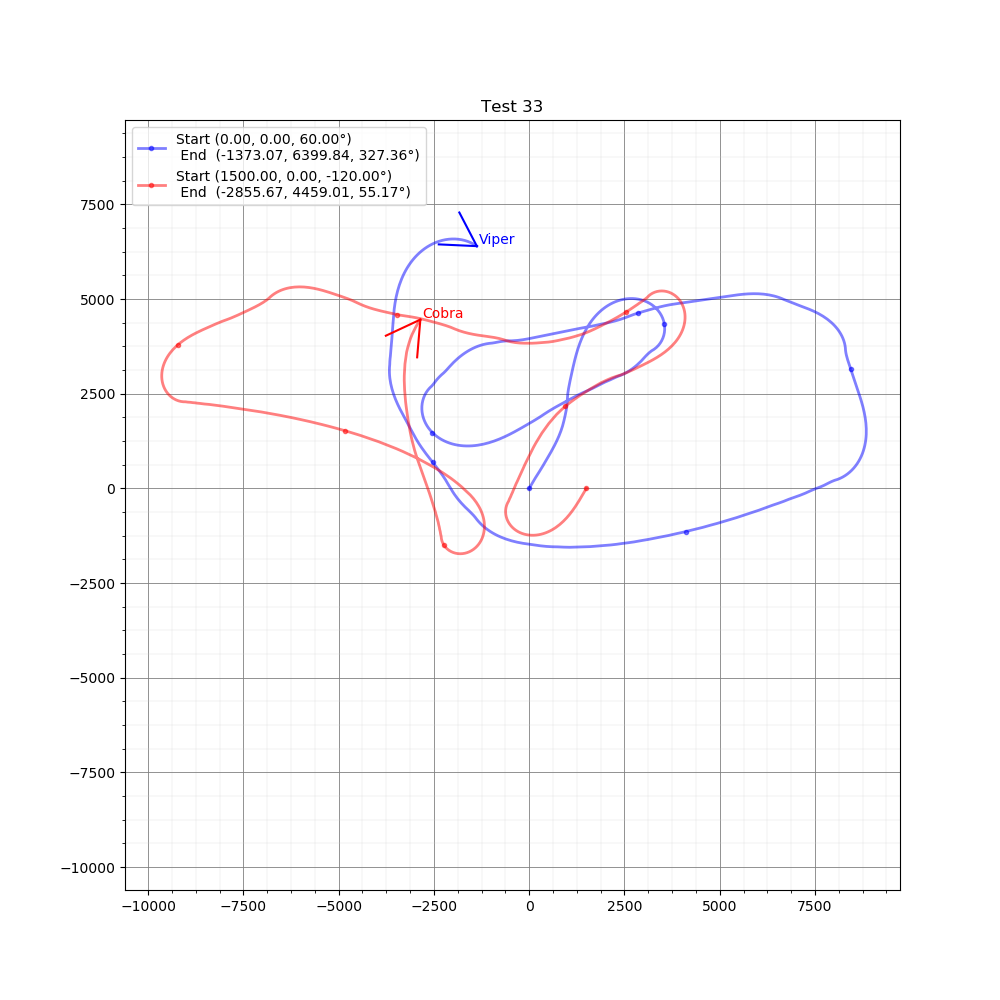 Test 33
Start (0.00, 0.00, 60.00°)
End (-1373.07, 6399.84, 327.36°)
Start (1500.00, 0.00, -120.00°)
End (-2855.67, 4459.01, 55.17°)
7500
Viper
5000
Cobra
2500
0
−2500
−5000
−7500
−10000
−10000 −7500 −5000 −2500 0 2500 5000 7500